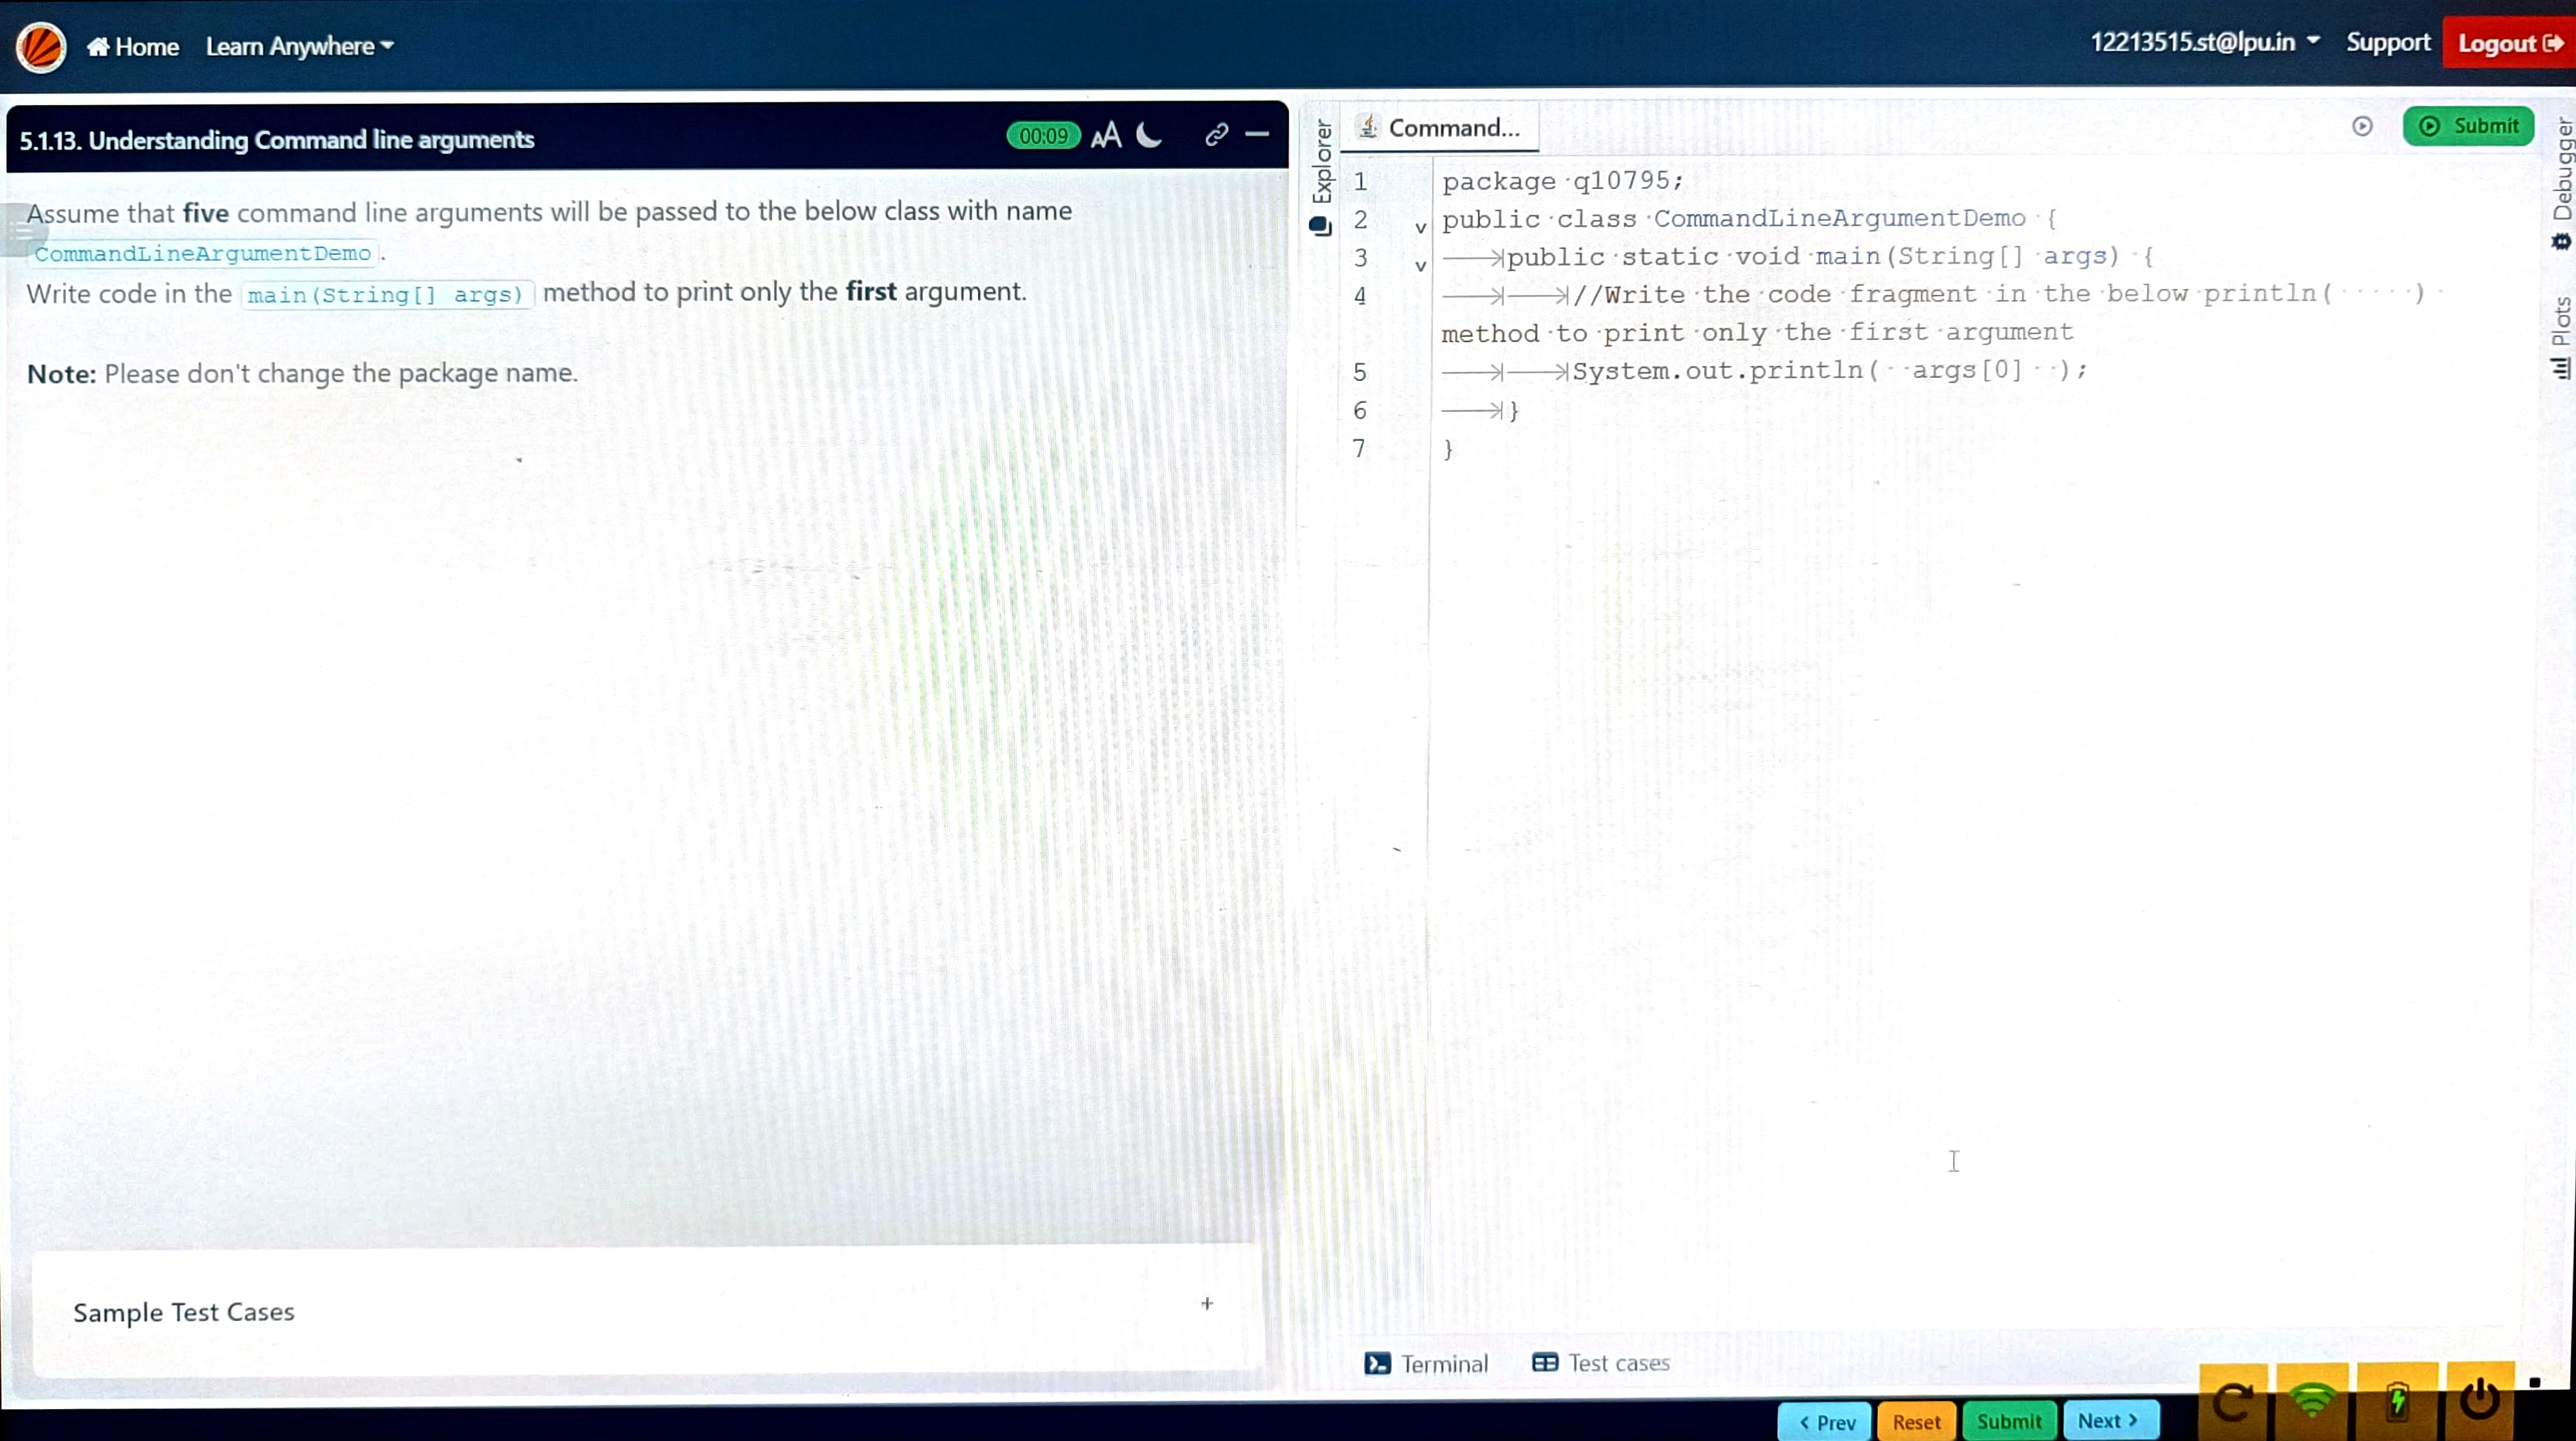 Home Learn Anywhere 12213515.st@lpu.in Support Logout
5.1.13. Understanding Command line arguments 00:09 AA
Assume that five command line arguments will be passed to the below class with name
CommandLineArgumentDemo.
Write code in the main(String[] args) method to print only the first argument.
Note: Please don't change the package name.
Sample Test Cases +
Explorer
Command...
Submit
1 package q10795;
2 public class CommandLineArgumentDemo {
3 public static void main(String[] args) {
4 //Write the code fragment in the below println(     )
method to print only the first argument
5 System.out.println(  args[0]  );
6 }
7 }
Debugger
Plots
Terminal Test cases
< Prev Reset Submit Next >